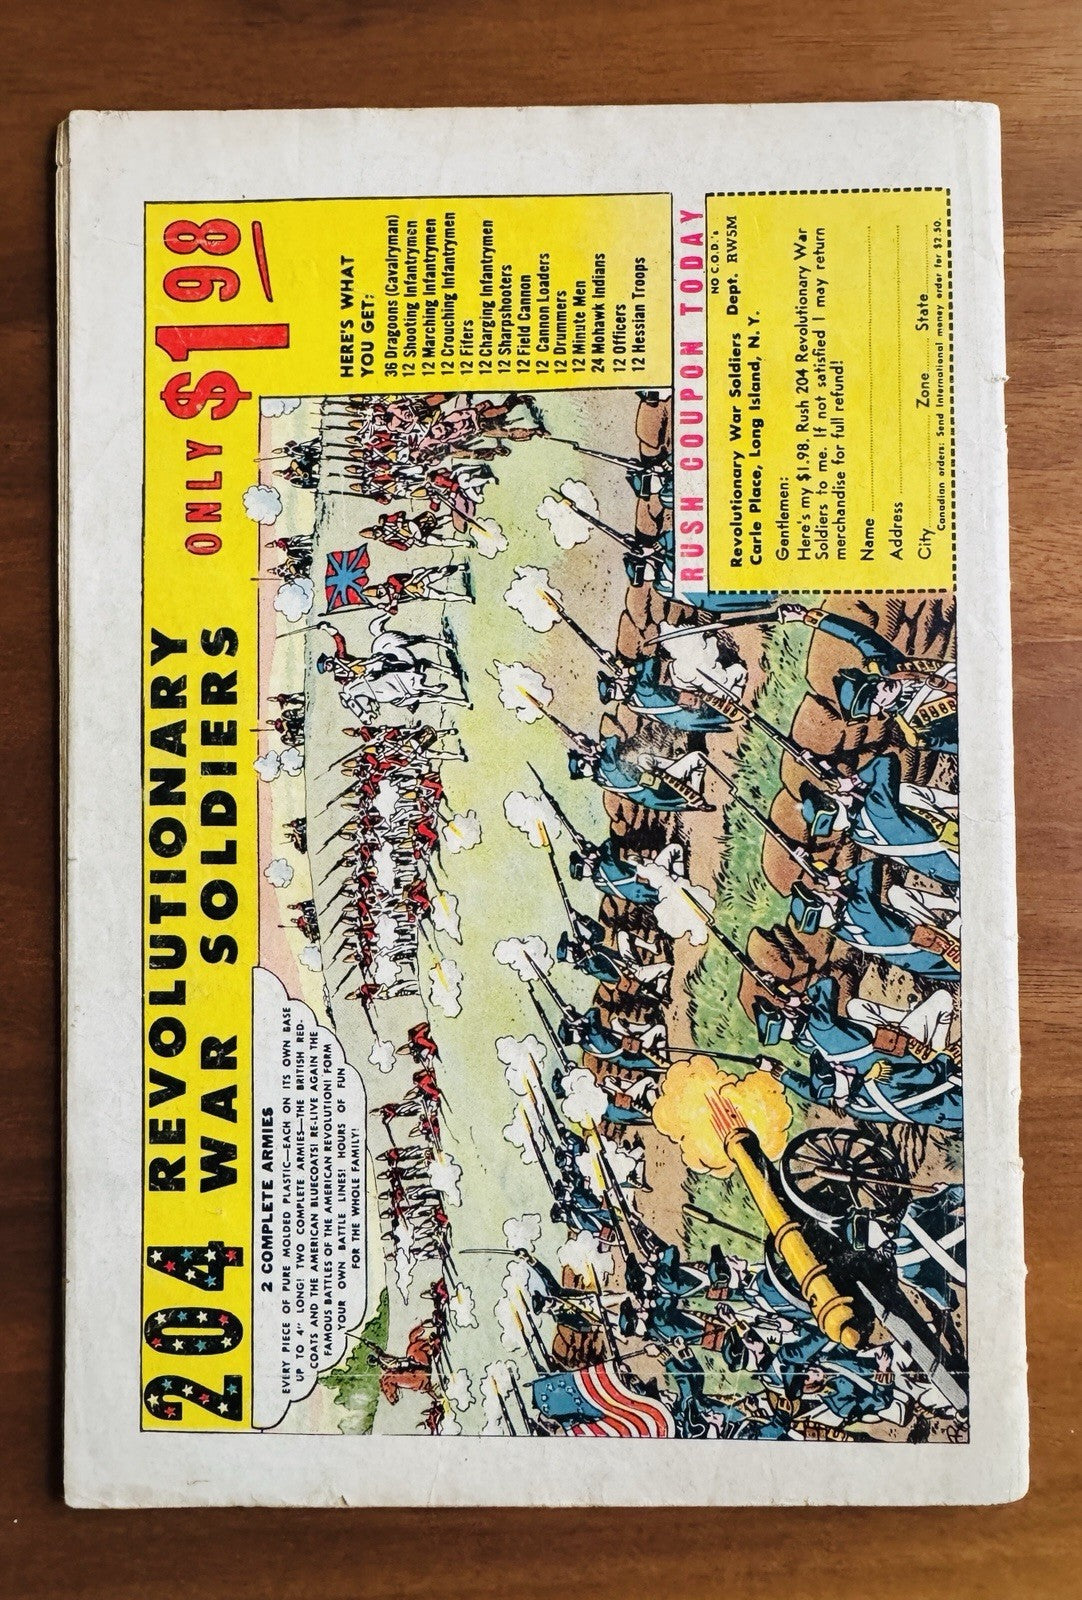 204 REVOLUTIONARY
WAR SOLDIERS
ONLY $198
2 COMPLETE ARMIES
EVERY PIECE OF PURE MOLDED PLASTIC—EACH ON ITS OWN BASE
UP TO 4" LONG! TWO COMPLETE ARMIES—THE BRITISH RED-
COATS AND THE AMERICAN BLUECOATS! RE-LIVE AGAIN THE
FAMOUS BATTLES OF THE AMERICAN REVOLUTION! FORM
YOUR OWN BATTLE LINES! HOURS OF FUN
FOR THE WHOLE FAMILY!
HERE'S WHAT
YOU GET:
36 Dragoons (Cavalryman)
12 Shooting Infantrymen
12 Marching Infantrymen
12 Crouching Infantrymen
12 Fifers
12 Charging Infantrymen
12 Sharpshooters
12 Field Cannon
12 Cannon Loaders
12 Drummers
12 Minute Men
24 Mohawk Indians
12 Officers
12 Hessian Troops
RUSH COUPON TODAY
NO C.O.D.'s
Revolutionary War Soldiers Dept. RW5M
Carle Place, Long Island, N. Y.
Gentlemen:
Here's my $1.98. Rush 204 Revolutionary War
Soldiers to me. If not satisfied I may return
merchandise for full refund!
Name
Address
City Zone State
Canadian orders: Send International money order for $2.50.